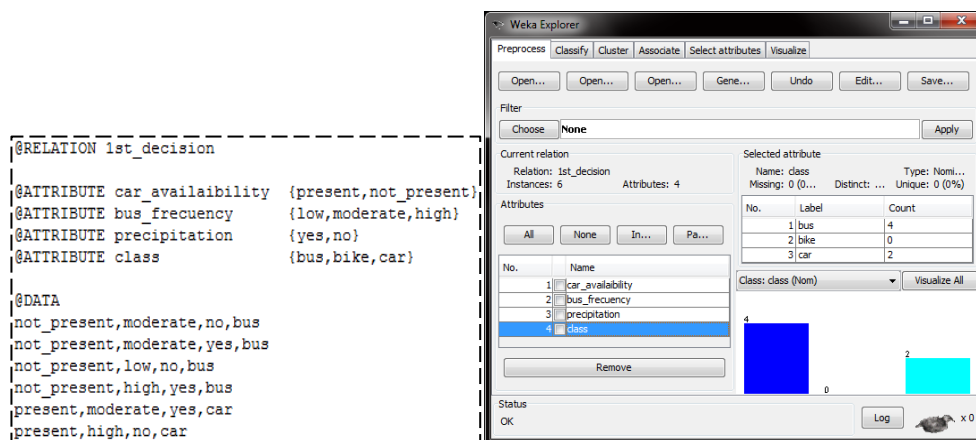 @RELATION 1st_decision
@ATTRIBUTE car_availaibility {present,not_present}
@ATTRIBUTE bus_frecuency {low,moderate,high}
@ATTRIBUTE precipitation {yes,no}
@ATTRIBUTE class {bus,bike,car}
@DATA
not_present,moderate,no,bus
not_present,moderate,yes,bus
not_present,low,no,bus
not_present,high,yes,bus
present,moderate,yes,car
present,high,no,car
Weka Explorer
Preprocess Classify Cluster Associate Select attributes Visualize
Open... Open... Open... Gene... Undo Edit... Save...
Filter
Choose None Apply
Current relation
Relation: 1st_decision
Instances: 6 Attributes: 4
Attributes
All None In... Pa...
No. Name
1 car_availaibility
2 bus_frecuency
3 precipitation
4 class
Remove
Selected attribute
Name: class Type: Nomi...
Missing: 0 (0... Distinct: ... Unique: 0 (0%)
No. Label Count
1 bus 4
2 bike 0
3 car 2
Class: class (Nom) Visualize All
4
0
2
Status
OK
Log x 0